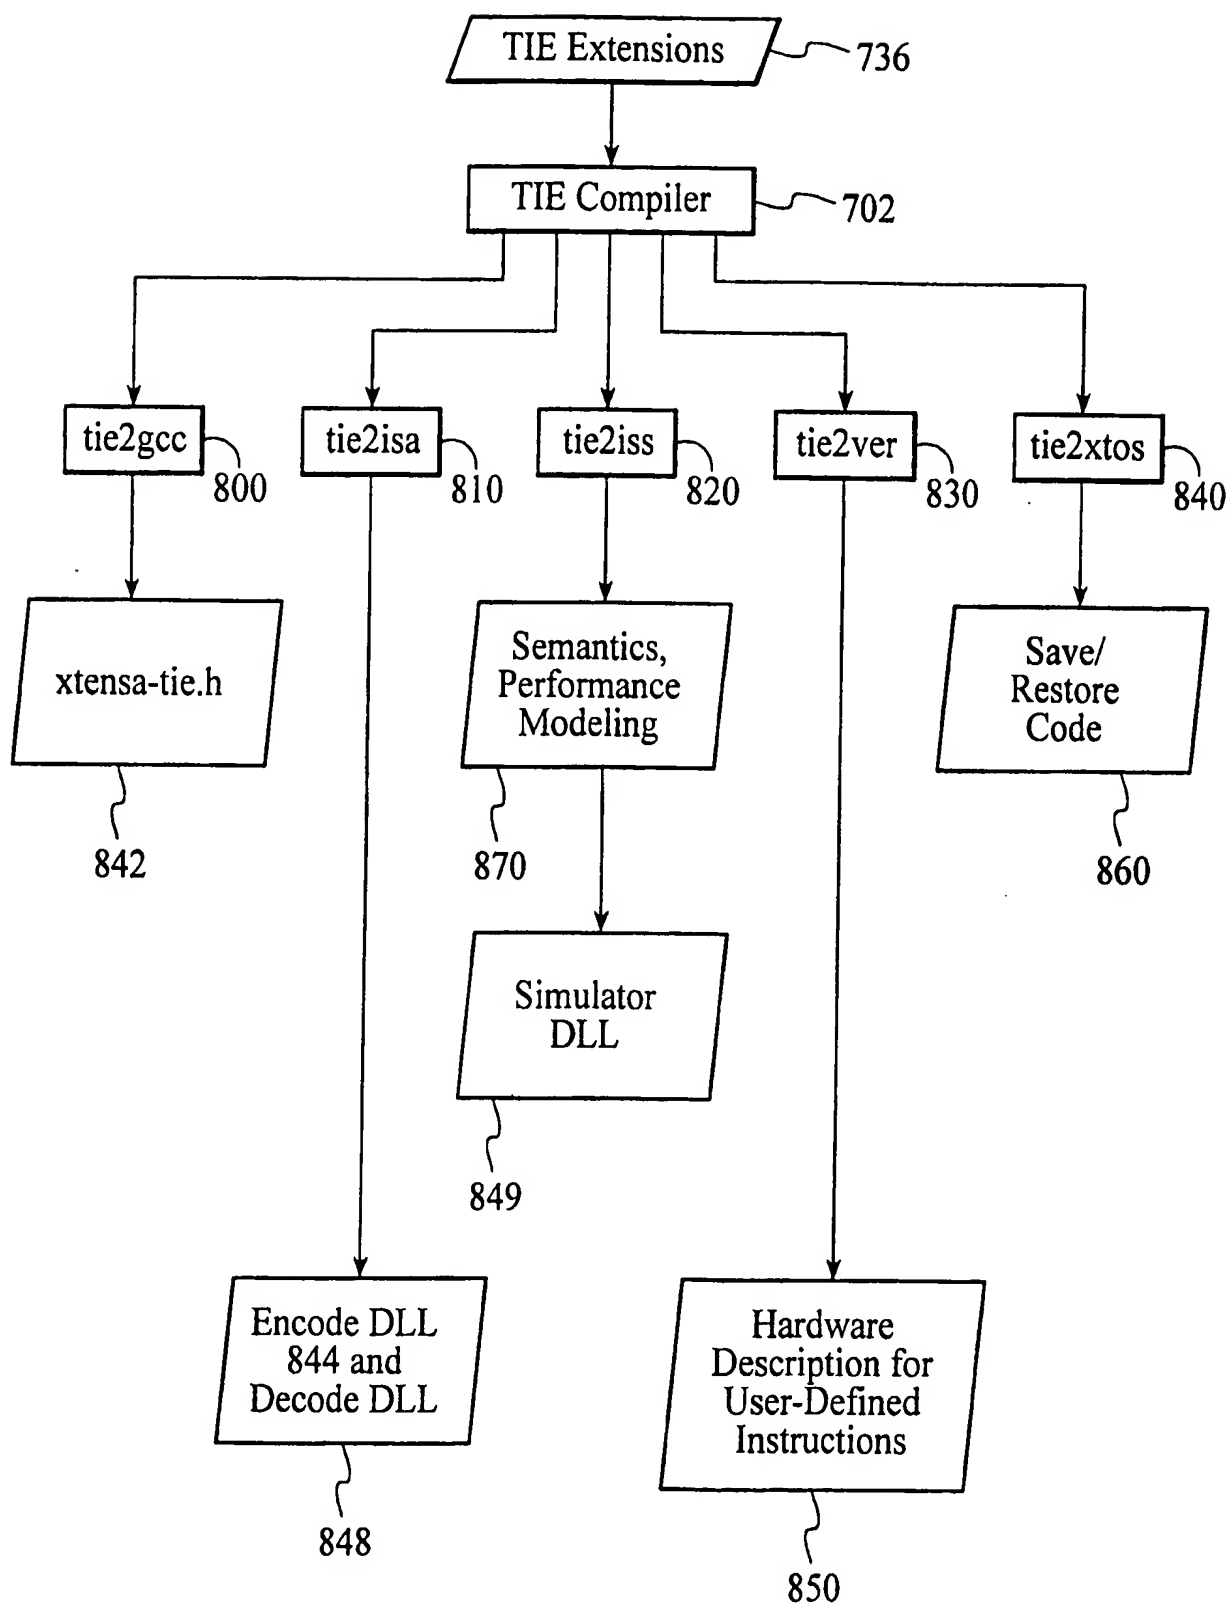 TIE Extensions
736
TIE Compiler
702
tie2gcc
800
tie2isa
810
tie2iss
820
tie2ver
830
tie2xtos
840
xtensa-tie.h
842
Semantics,
Performance
Modeling
870
Save/
Restore
Code
860
Simulator
DLL
849
Encode DLL
844 and
Decode DLL
848
Hardware
Description for
User-Defined
Instructions
850